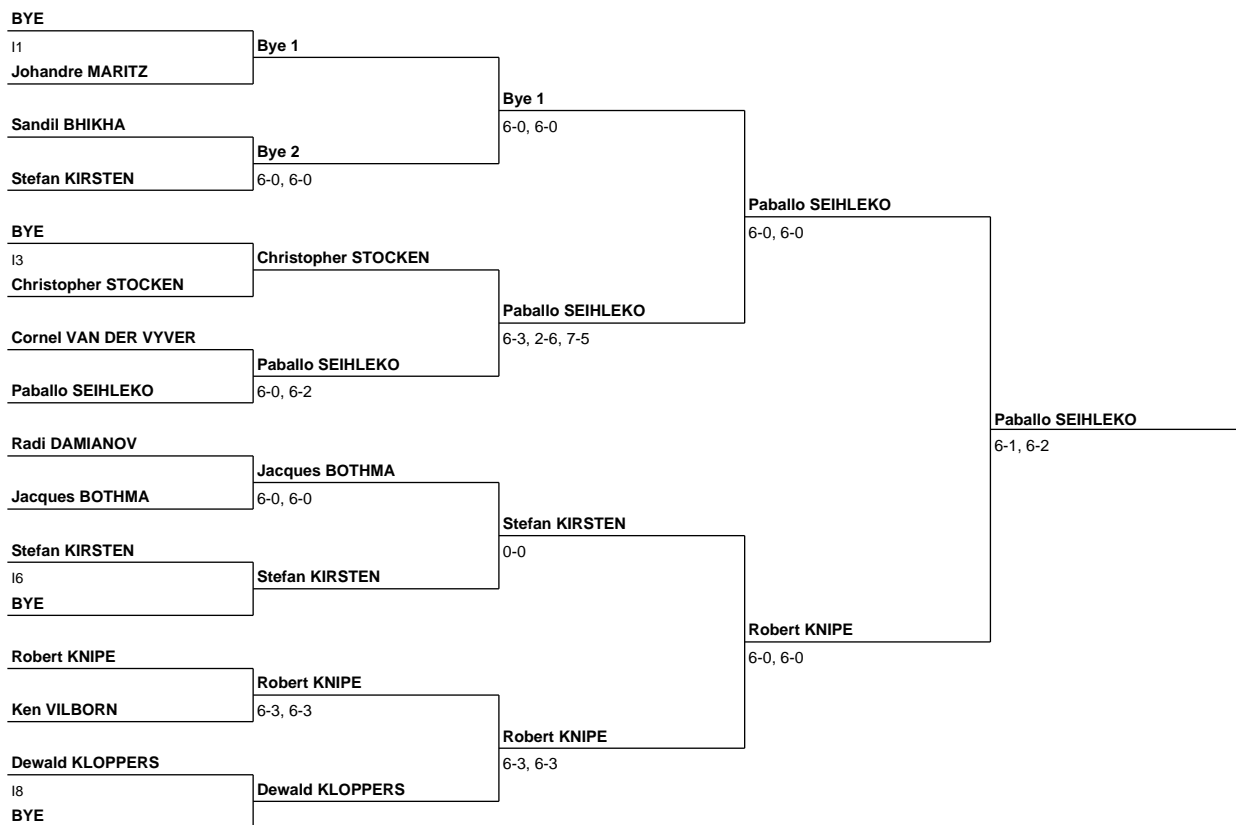 BYE
I1
Bye 1
Johandre MARITZ
Bye 1
6-0, 6-0
Sandil BHIKHA
Bye 2
Stefan KIRSTEN
6-0, 6-0
Paballo SEIHLEKO
6-0, 6-0
BYE
I3
Christopher STOCKEN
Christopher STOCKEN
Paballo SEIHLEKO
6-3, 2-6, 7-5
Cornel VAN DER VYVER
Paballo SEIHLEKO
Paballo SEIHLEKO
6-0, 6-2
Paballo SEIHLEKO
6-1, 6-2
Radi DAMIANOV
Jacques BOTHMA
Jacques BOTHMA
6-0, 6-0
Stefan KIRSTEN
0-0
Stefan KIRSTEN
I6
Stefan KIRSTEN
BYE
Robert KNIPE
6-0, 6-0
Robert KNIPE
Robert KNIPE
Ken VILBORN
6-3, 6-3
Robert KNIPE
6-3, 6-3
Dewald KLOPPERS
I8
Dewald KLOPPERS
BYE